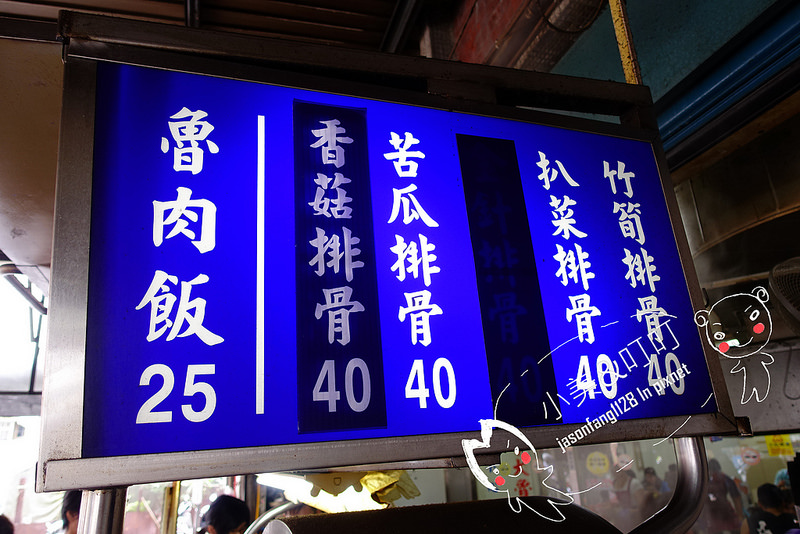 竹筍排骨 40
扒菜排骨 40
苦瓜排骨 40
香菇排骨 40
魯肉飯 25
jasonfang1128 In pixnet